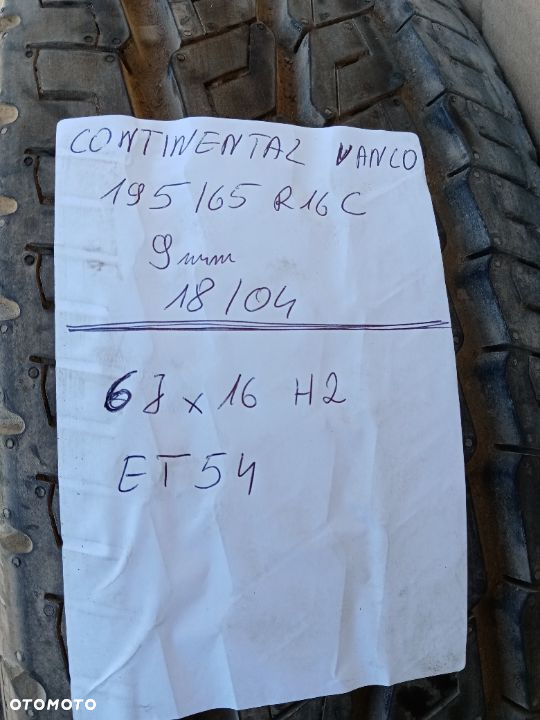 CONTINENTAL VANCO
195/65 R16C
9mm
18/04
6J x 16 H2
ET54
OTOMOTO